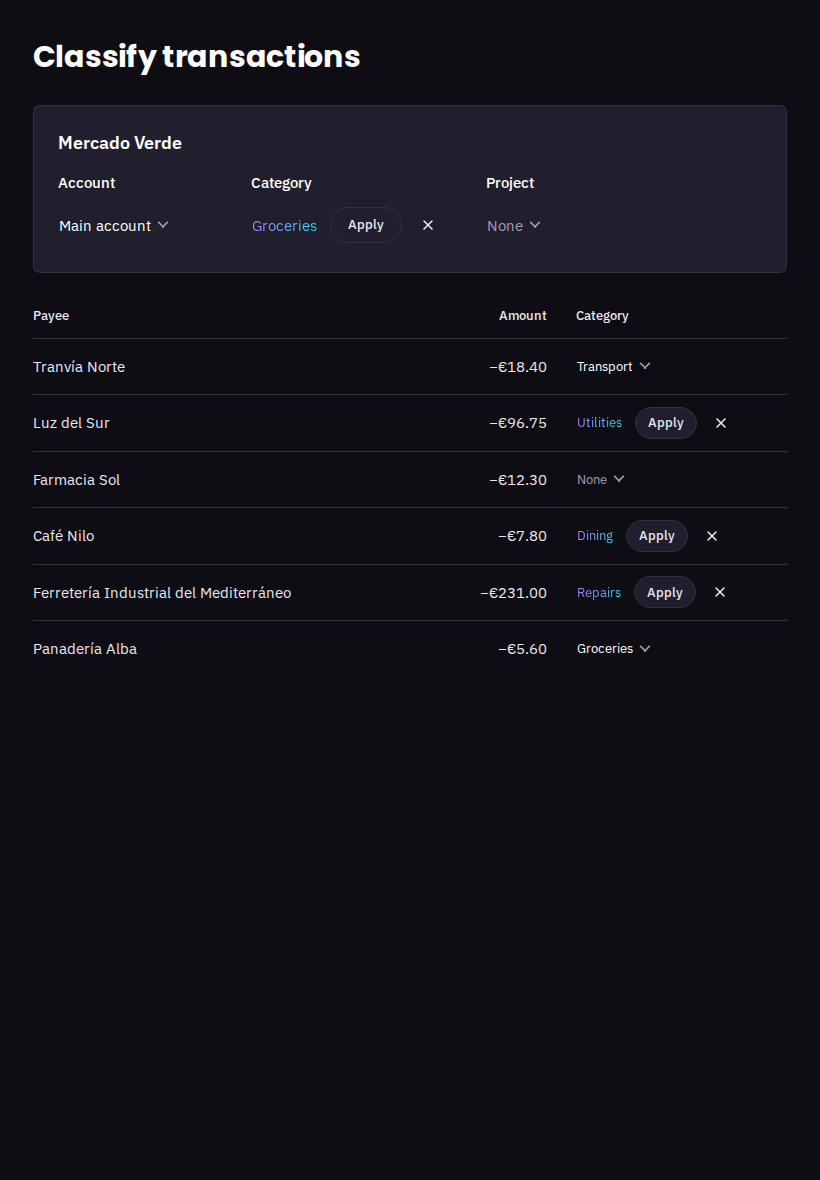 Classify transactions
Mercado Verde
Account Category Project
Main account Groceries Apply None
Payee Amount Category
Tranvía Norte −€18.40 Transport
Luz del Sur −€96.75 Utilities Apply
Farmacia Sol −€12.30 None
Café Nilo −€7.80 Dining Apply
Ferretería Industrial del Mediterráneo −€231.00 Repairs Apply
Panadería Alba −€5.60 Groceries